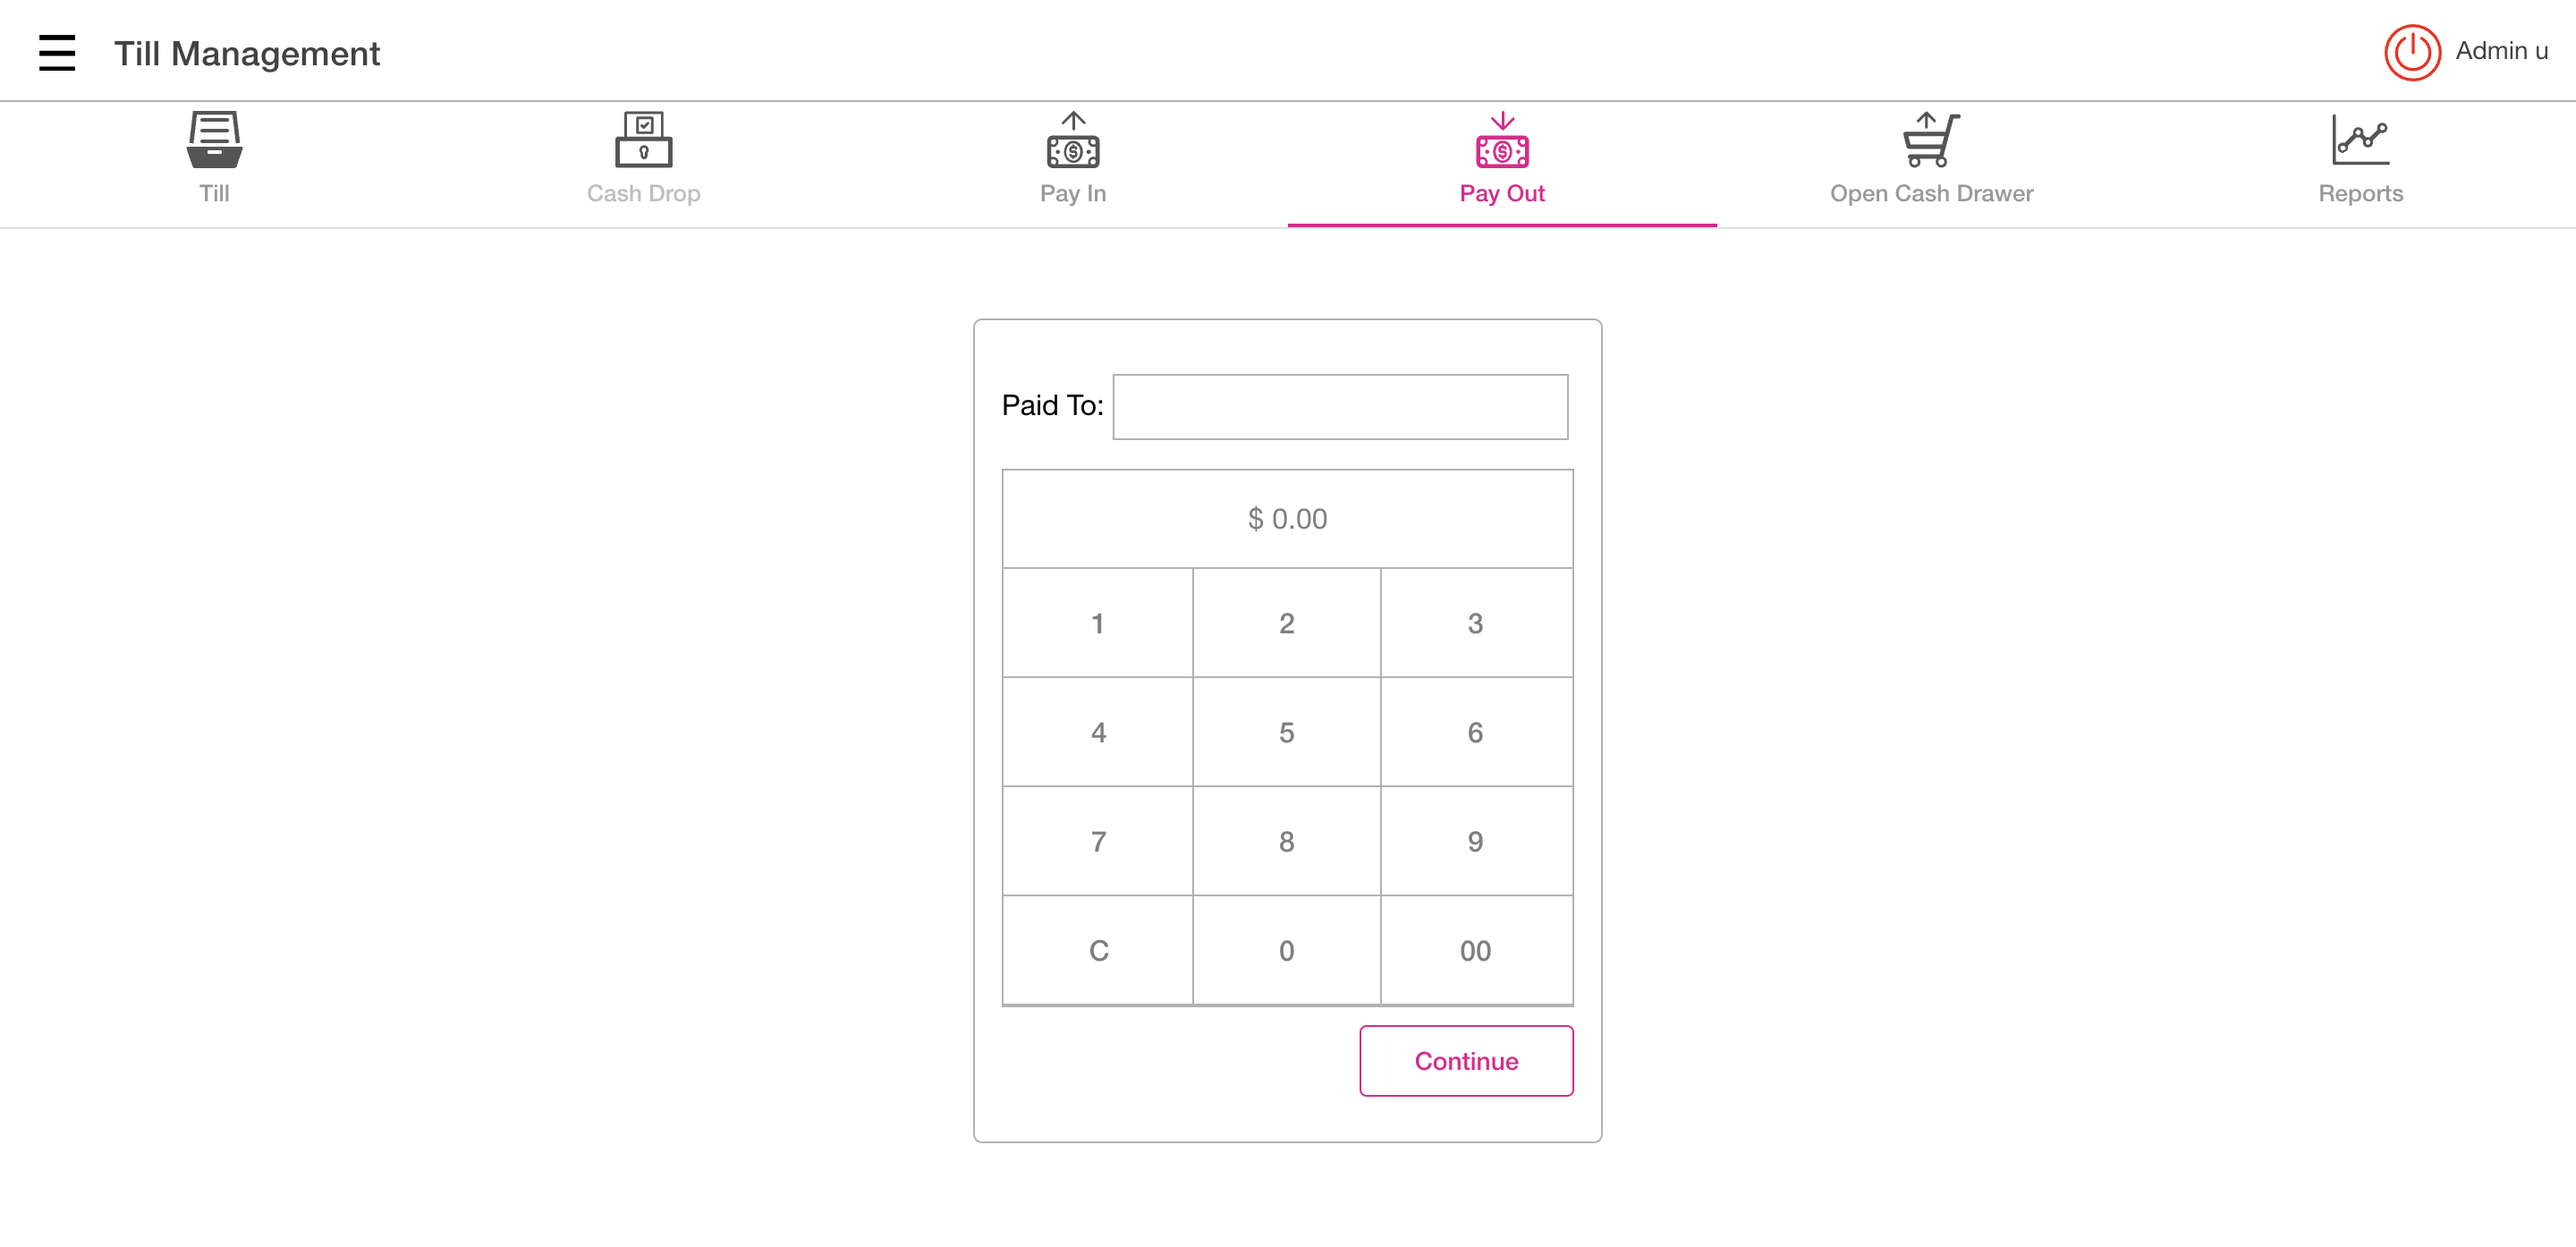 Till Management
Admin u
Till
Cash Drop
Pay In
Pay Out
Open Cash Drawer
Reports
Paid To:
$ 0.00
1 2 3
4 5 6
7 8 9
C 0 00
Continue